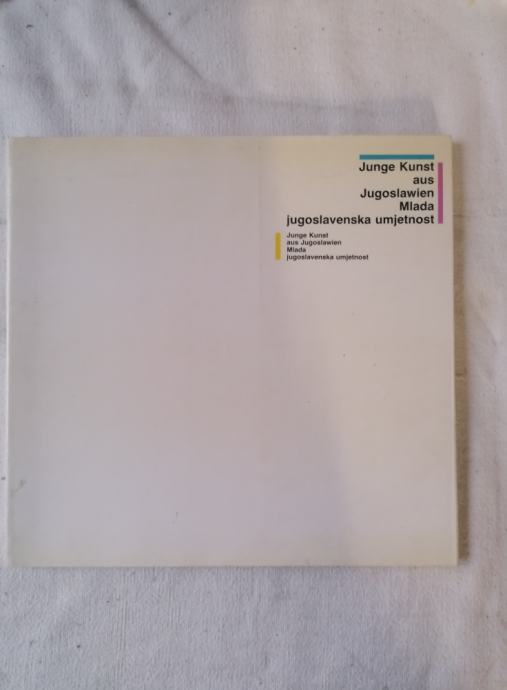 Junge Kunst
aus
Jugoslawien
Mlada
jugoslavenska umjetnost
Junge Kunst
aus Jugoslawien
Mlada
jugoslavenska umjetnost